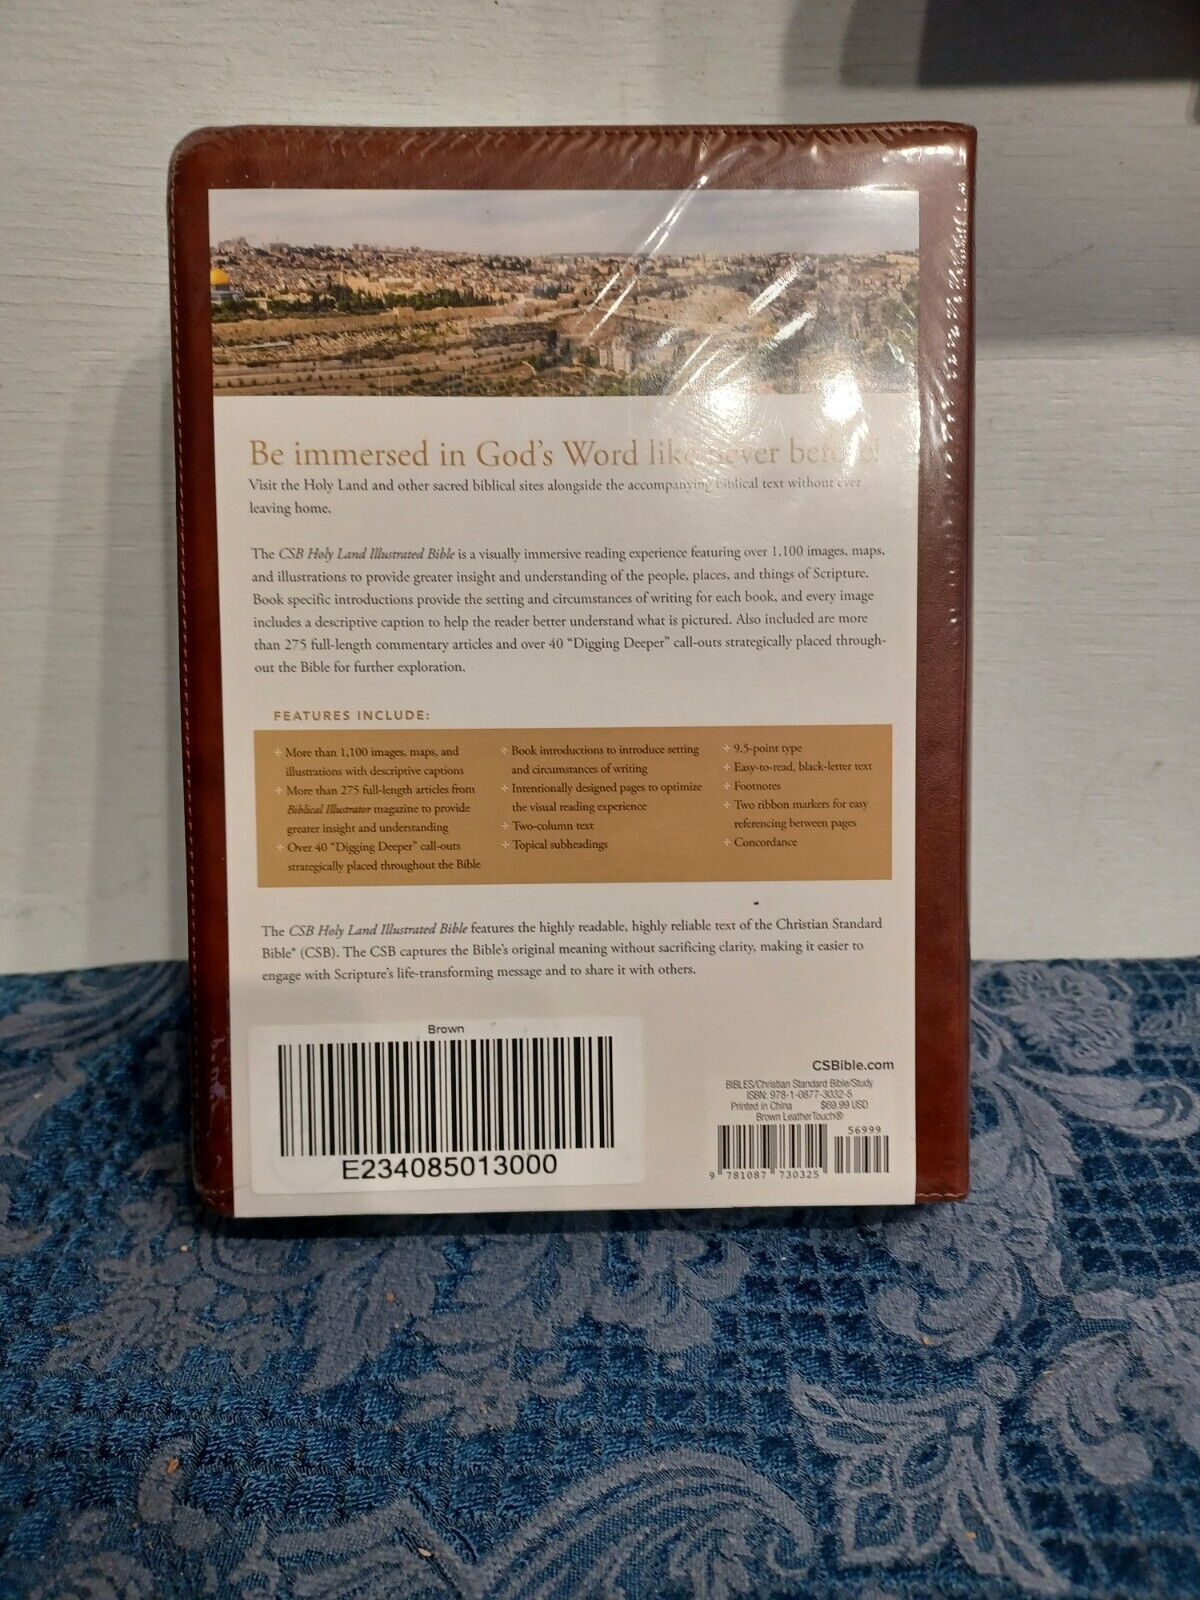 Be immersed in God's Word like never before!
Visit the Holy Land and other sacred biblical sites alongside the accompanying biblical text without ever
leaving home.
The CSB Holy Land Illustrated Bible is a visually immersive reading experience featuring over 1,100 images, maps,
and illustrations to provide greater insight and understanding of the people, places, and things of Scripture.
Book specific introductions provide the setting and circumstances of writing for each book, and every image
includes a descriptive caption to help the reader better understand what is pictured. Also included are more
than 275 full-length commentary articles and over 40 "Digging Deeper" call-outs strategically placed through-
out the Bible for further exploration.
FEATURES INCLUDE:
+ More than 1,100 images, maps, and
illustrations with descriptive captions
+ More than 275 full-length articles from
Biblical Illustrator magazine to provide
greater insight and understanding
+ Over 40 "Digging Deeper" call-outs
strategically placed throughout the Bible
+ Book introductions to introduce setting
and circumstances of writing
+ Intentionally designed pages to optimize
the visual reading experience
+ Two-column text
+ Topical subheadings
+ 9.5-point type
+ Easy-to-read, black-letter text
+ Footnotes
+ Two ribbon markers for easy
referencing between pages
+ Concordance
The CSB Holy Land Illustrated Bible features the highly readable, highly reliable text of the Christian Standard
Bible® (CSB). The CSB captures the Bible's original meaning without sacrificing clarity, making it easier to
engage with Scripture's life-transforming message and to share it with others.
Brown
E234085013000
CSBible.com
BIBLES/Christian Standard Bible/Study
ISBN: 978-1-0877-3032-5
Printed in China $69.99 USD
Brown LeatherTouch®
56999
9 781087 730325